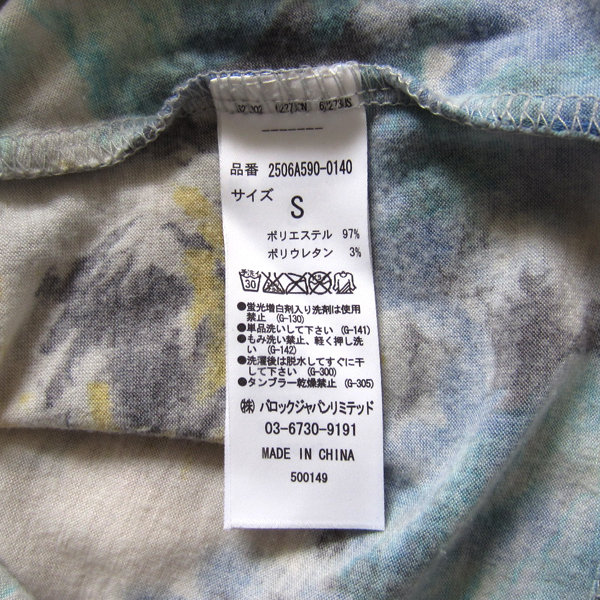 品番 2506A590-0140
サイズ
S
ポリエステル 97%
ポリウレタン 3%
手洗イ
30
●蛍光増白剤入り洗剤は使用
禁止 (G-130)
●単品洗いして下さい (G-141)
●もみ洗い禁止、軽く押し洗
い (G-142)
●洗濯後は脱水してすぐに干
して下さい (G-300)
●タンブラー乾燥禁止 (G-305)
(株) バロックジャパンリミテッド
03-6730-9191
MADE IN CHINA
500149